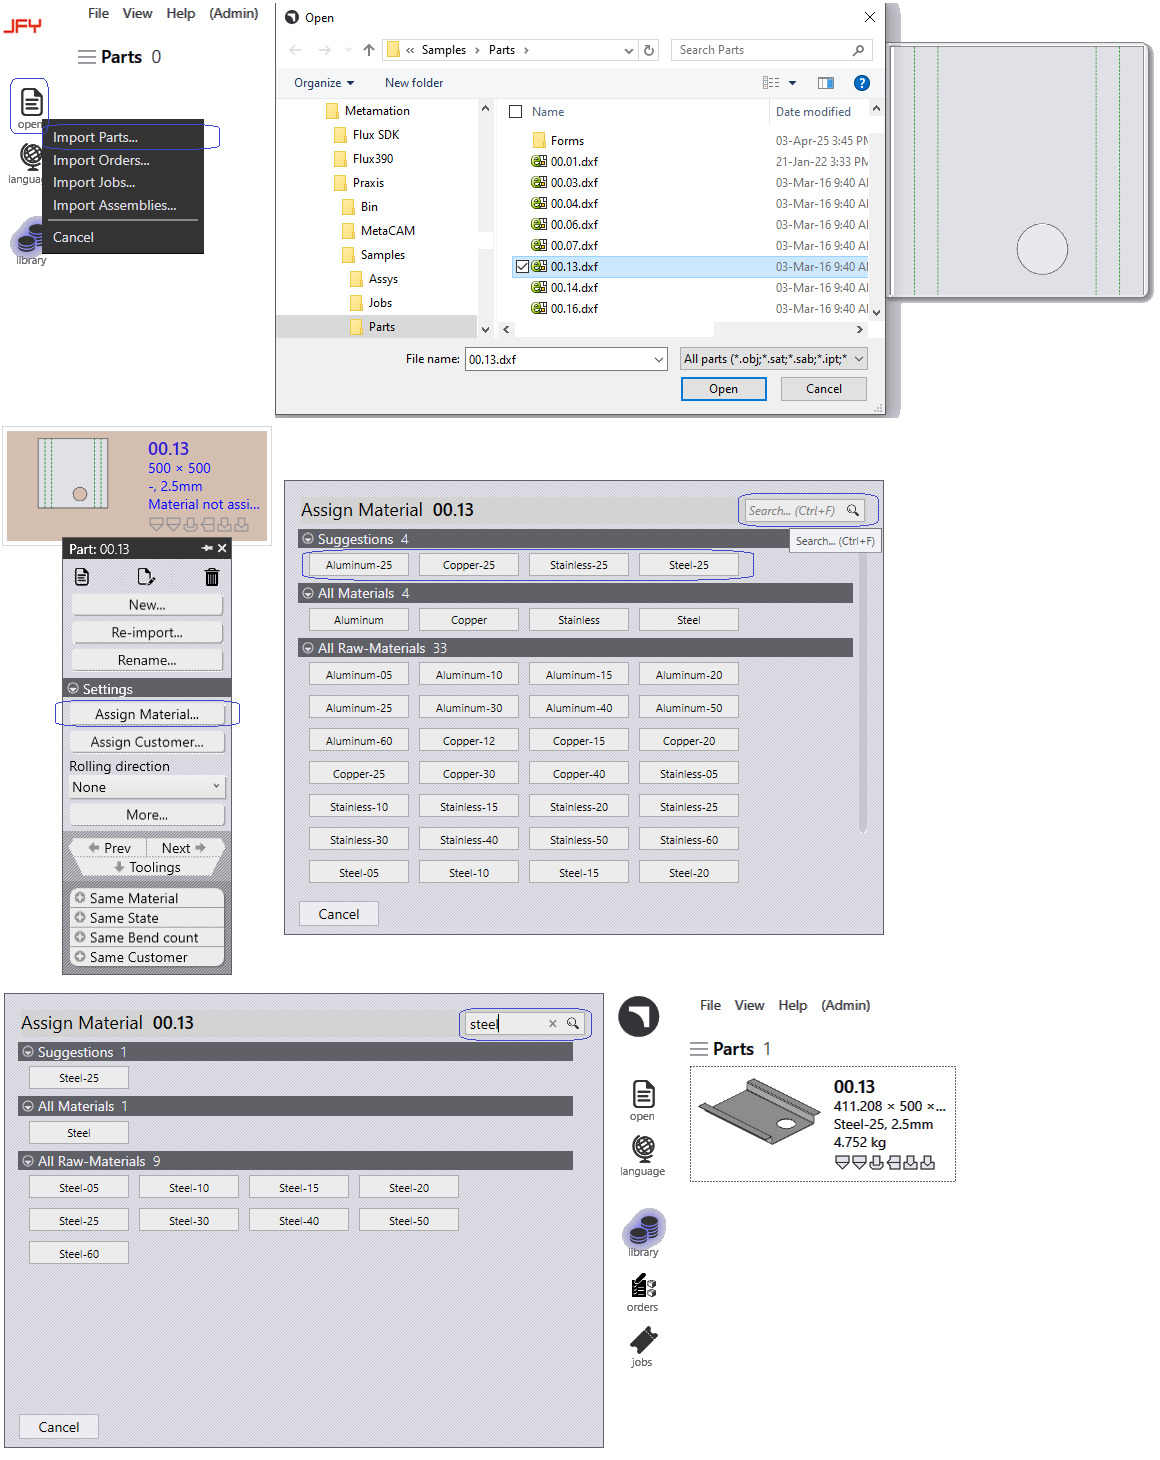 JFY
File View Help (Admin)
Parts 0
open
Import Parts...
Import Orders...
Import Jobs...
Import Assemblies...
Cancel
library
Open
« Samples › Parts ›
Search Parts
Organize
New folder
Metamation
Flux SDK
Flux390
Praxis
Bin
MetaCAM
Samples
Assys
Jobs
Parts
Name Date modified
Forms 03-Apr-25 3:45 PM
00.01.dxf 21-Jan-22 3:33 PM
00.03.dxf 03-Mar-16 9:40 AM
00.04.dxf 03-Mar-16 9:40 AM
00.06.dxf 03-Mar-16 9:40 AM
00.07.dxf 03-Mar-16 9:40 AM
00.13.dxf 03-Mar-16 9:40 AM
00.14.dxf 03-Mar-16 9:40 AM
00.16.dxf 03-Mar-16 9:40 AM
File name: 00.13.dxf
All parts (*.obj;*.sat;*.sab;*.ipt;*
Open Cancel
00.13
500 × 500
-, 2.5mm
Material not assi...
Part: 00.13
New...
Re-import...
Rename...
Settings
Assign Material...
Assign Customer...
Rolling direction
None
More...
Prev Next
Toolings
Same Material
Same State
Same Bend count
Same Customer
Assign Material 00.13
Search... (Ctrl+F)
Search... (Ctrl+F)
Suggestions 4
Aluminum-25 Copper-25 Stainless-25 Steel-25
All Materials 4
Aluminum Copper Stainless Steel
All Raw-Materials 33
Aluminum-05 Aluminum-10 Aluminum-15 Aluminum-20
Aluminum-25 Aluminum-30 Aluminum-40 Aluminum-50
Aluminum-60 Copper-12 Copper-15 Copper-20
Copper-25 Copper-30 Copper-40 Stainless-05
Stainless-10 Stainless-15 Stainless-20 Stainless-25
Stainless-30 Stainless-40 Stainless-50 Stainless-60
Steel-05 Steel-10 Steel-15 Steel-20
Cancel
Assign Material 00.13
steel
Suggestions 1
Steel-25
All Materials 1
Steel
All Raw-Materials 9
Steel-05 Steel-10 Steel-15 Steel-20
Steel-25 Steel-30 Steel-40 Steel-50
Steel-60
Cancel
File View Help (Admin)
Parts 1
open
language
library
orders
jobs
00.13
411.208 × 500 ×...
Steel-25, 2.5mm
4.752 kg